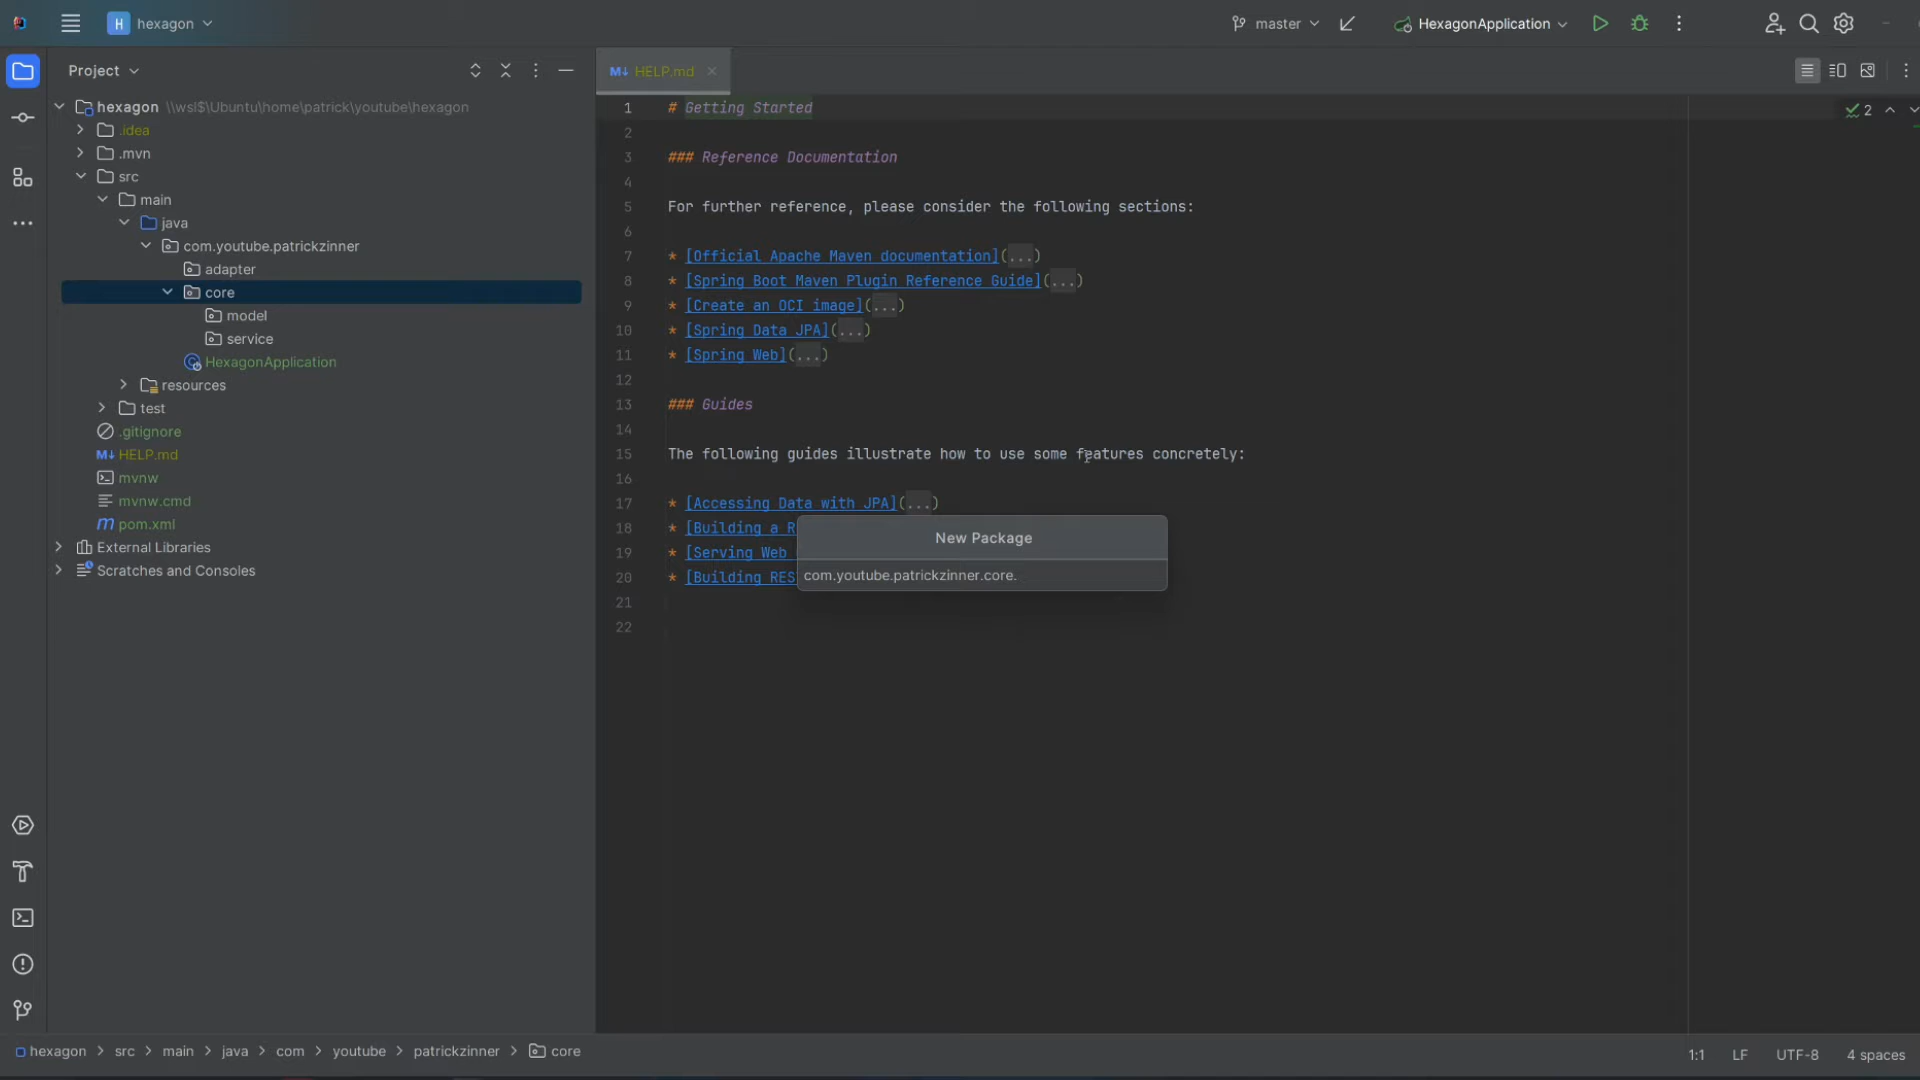 H hexagon
master
HexagonApplication
Project
M↓ HELP.md
hexagon \\wsl$\Ubuntu\home\patrick\youtube\hexagon
.idea
.mvn
src
main
java
com.youtube.patrickzinner
adapter
core
model
service
HexagonApplication
resources
test
.gitignore
M↓ HELP.md
mvnw
mvnw.cmd
m pom.xml
External Libraries
Scratches and Consoles
1 # Getting Started
2
3 ### Reference Documentation
4
5 For further reference, please consider the following sections:
6
7 * [Official Apache Maven documentation](...)
8 * [Spring Boot Maven Plugin Reference Guide](...)
9 * [Create an OCI image](...)
10 * [Spring Data JPA](...)
11 * [Spring Web](...)
12
13 ### Guides
14
15 The following guides illustrate how to use some features concretely:
16
17 * [Accessing Data with JPA](...)
18 * [Building a R
19 * [Serving Web
20 * [Building RES
21
22
2
New Package
com.youtube.patrickzinner.core.
hexagon > src > main > java > com > youtube > patrickzinner > core
1:1 LF UTF-8 4 spaces